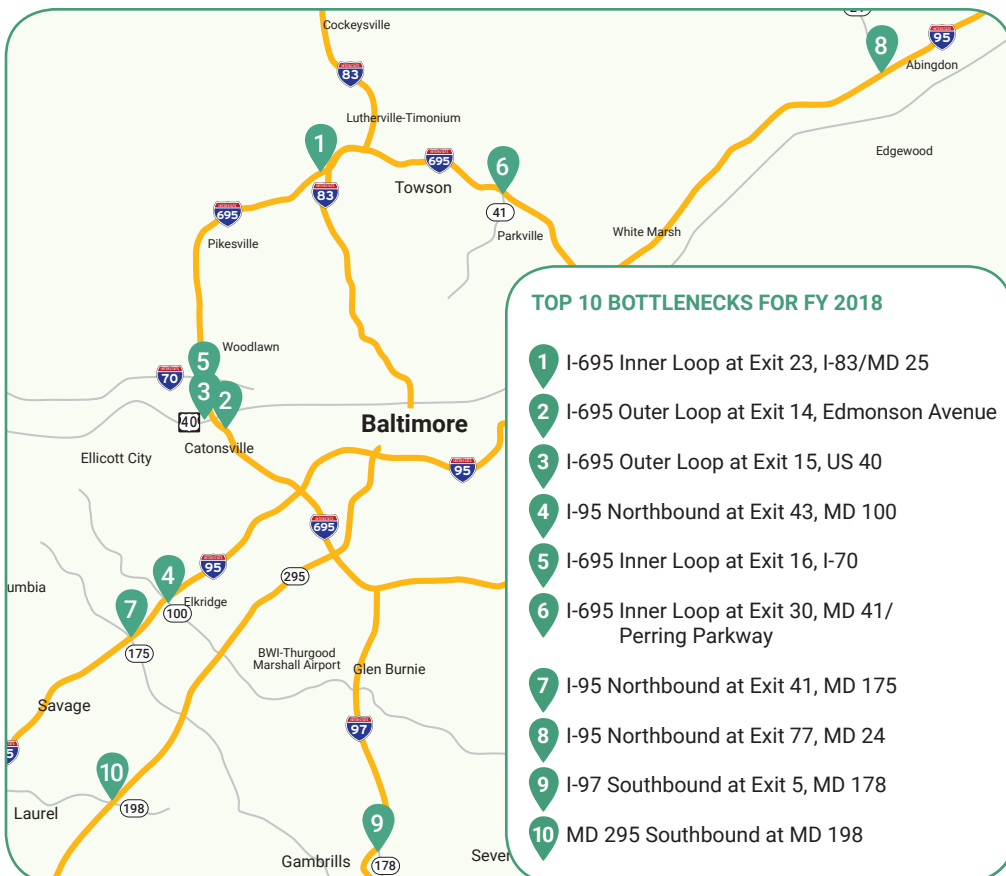 Cockeysville
8
95
Abingdon
83
Lutherville-Timonium
1
695
6
Edgewood
83
Towson
41
695
Pikesville
Parkville
White Marsh
TOP 10 BOTTLENECKS FOR FY 2018
1 I-695 Inner Loop at Exit 23, I-83/MD 25
2 I-695 Outer Loop at Exit 14, Edmonson Avenue
3 I-695 Outer Loop at Exit 15, US 40
4 I-95 Northbound at Exit 43, MD 100
5 I-695 Inner Loop at Exit 16, I-70
6 I-695 Inner Loop at Exit 30, MD 41/
Perring Parkway
7 I-95 Northbound at Exit 41, MD 175
8 I-95 Northbound at Exit 77, MD 24
9 I-97 Southbound at Exit 5, MD 178
10 MD 295 Southbound at MD 198
Woodlawn
5
70
3
2
40
Baltimore
Catonsville
Ellicott City
95
695
95
295
4
umbia
Elkridge
100
7
175
BWI-Thurgood
Marshall Airport
Glen Burnie
Savage
97
5
10
198
Laurel
9
Gambrills
178
Sever